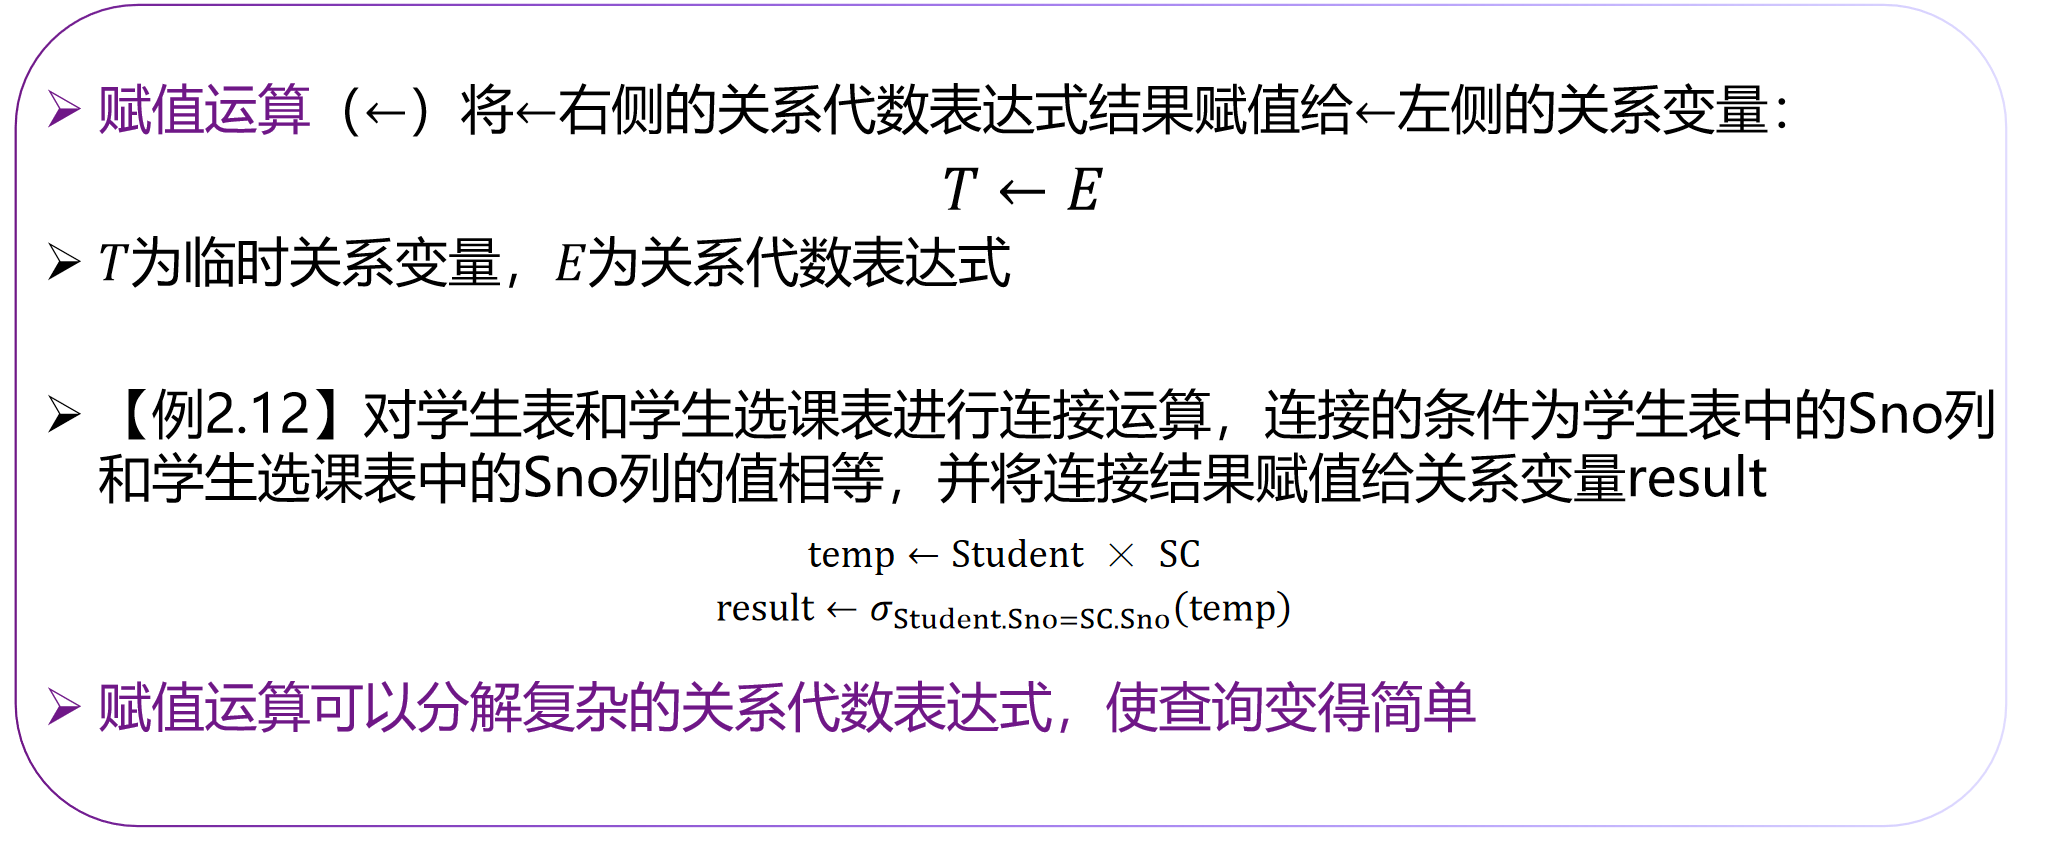 ➢ 赋值运算（←）将←右侧的关系代数表达式结果赋值给←左侧的关系变量：
T ← E
➢ T为临时关系变量，E为关系代数表达式
➢ 【例2.12】对学生表和学生选课表进行连接运算，连接的条件为学生表中的Sno列
和学生选课表中的Sno列的值相等，并将连接结果赋值给关系变量result
temp ← Student × SC
result ← σStudent.Sno=SC.Sno(temp)
➢ 赋值运算可以分解复杂的关系代数表达式，使查询变得简单